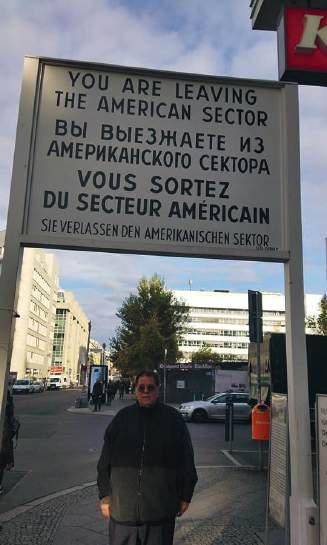 YOU ARE LEAVING
THE AMERICAN SECTOR
ВЫ ВЫЕЗЖАЕТЕ ИЗ
АМЕРИКАНСКОГО СЕКТОРА
VOUS SORTEZ
DU SECTEUR AMÉRICAIN
SIE VERLASSEN DEN AMERIKANISCHEN SEKTOR
K